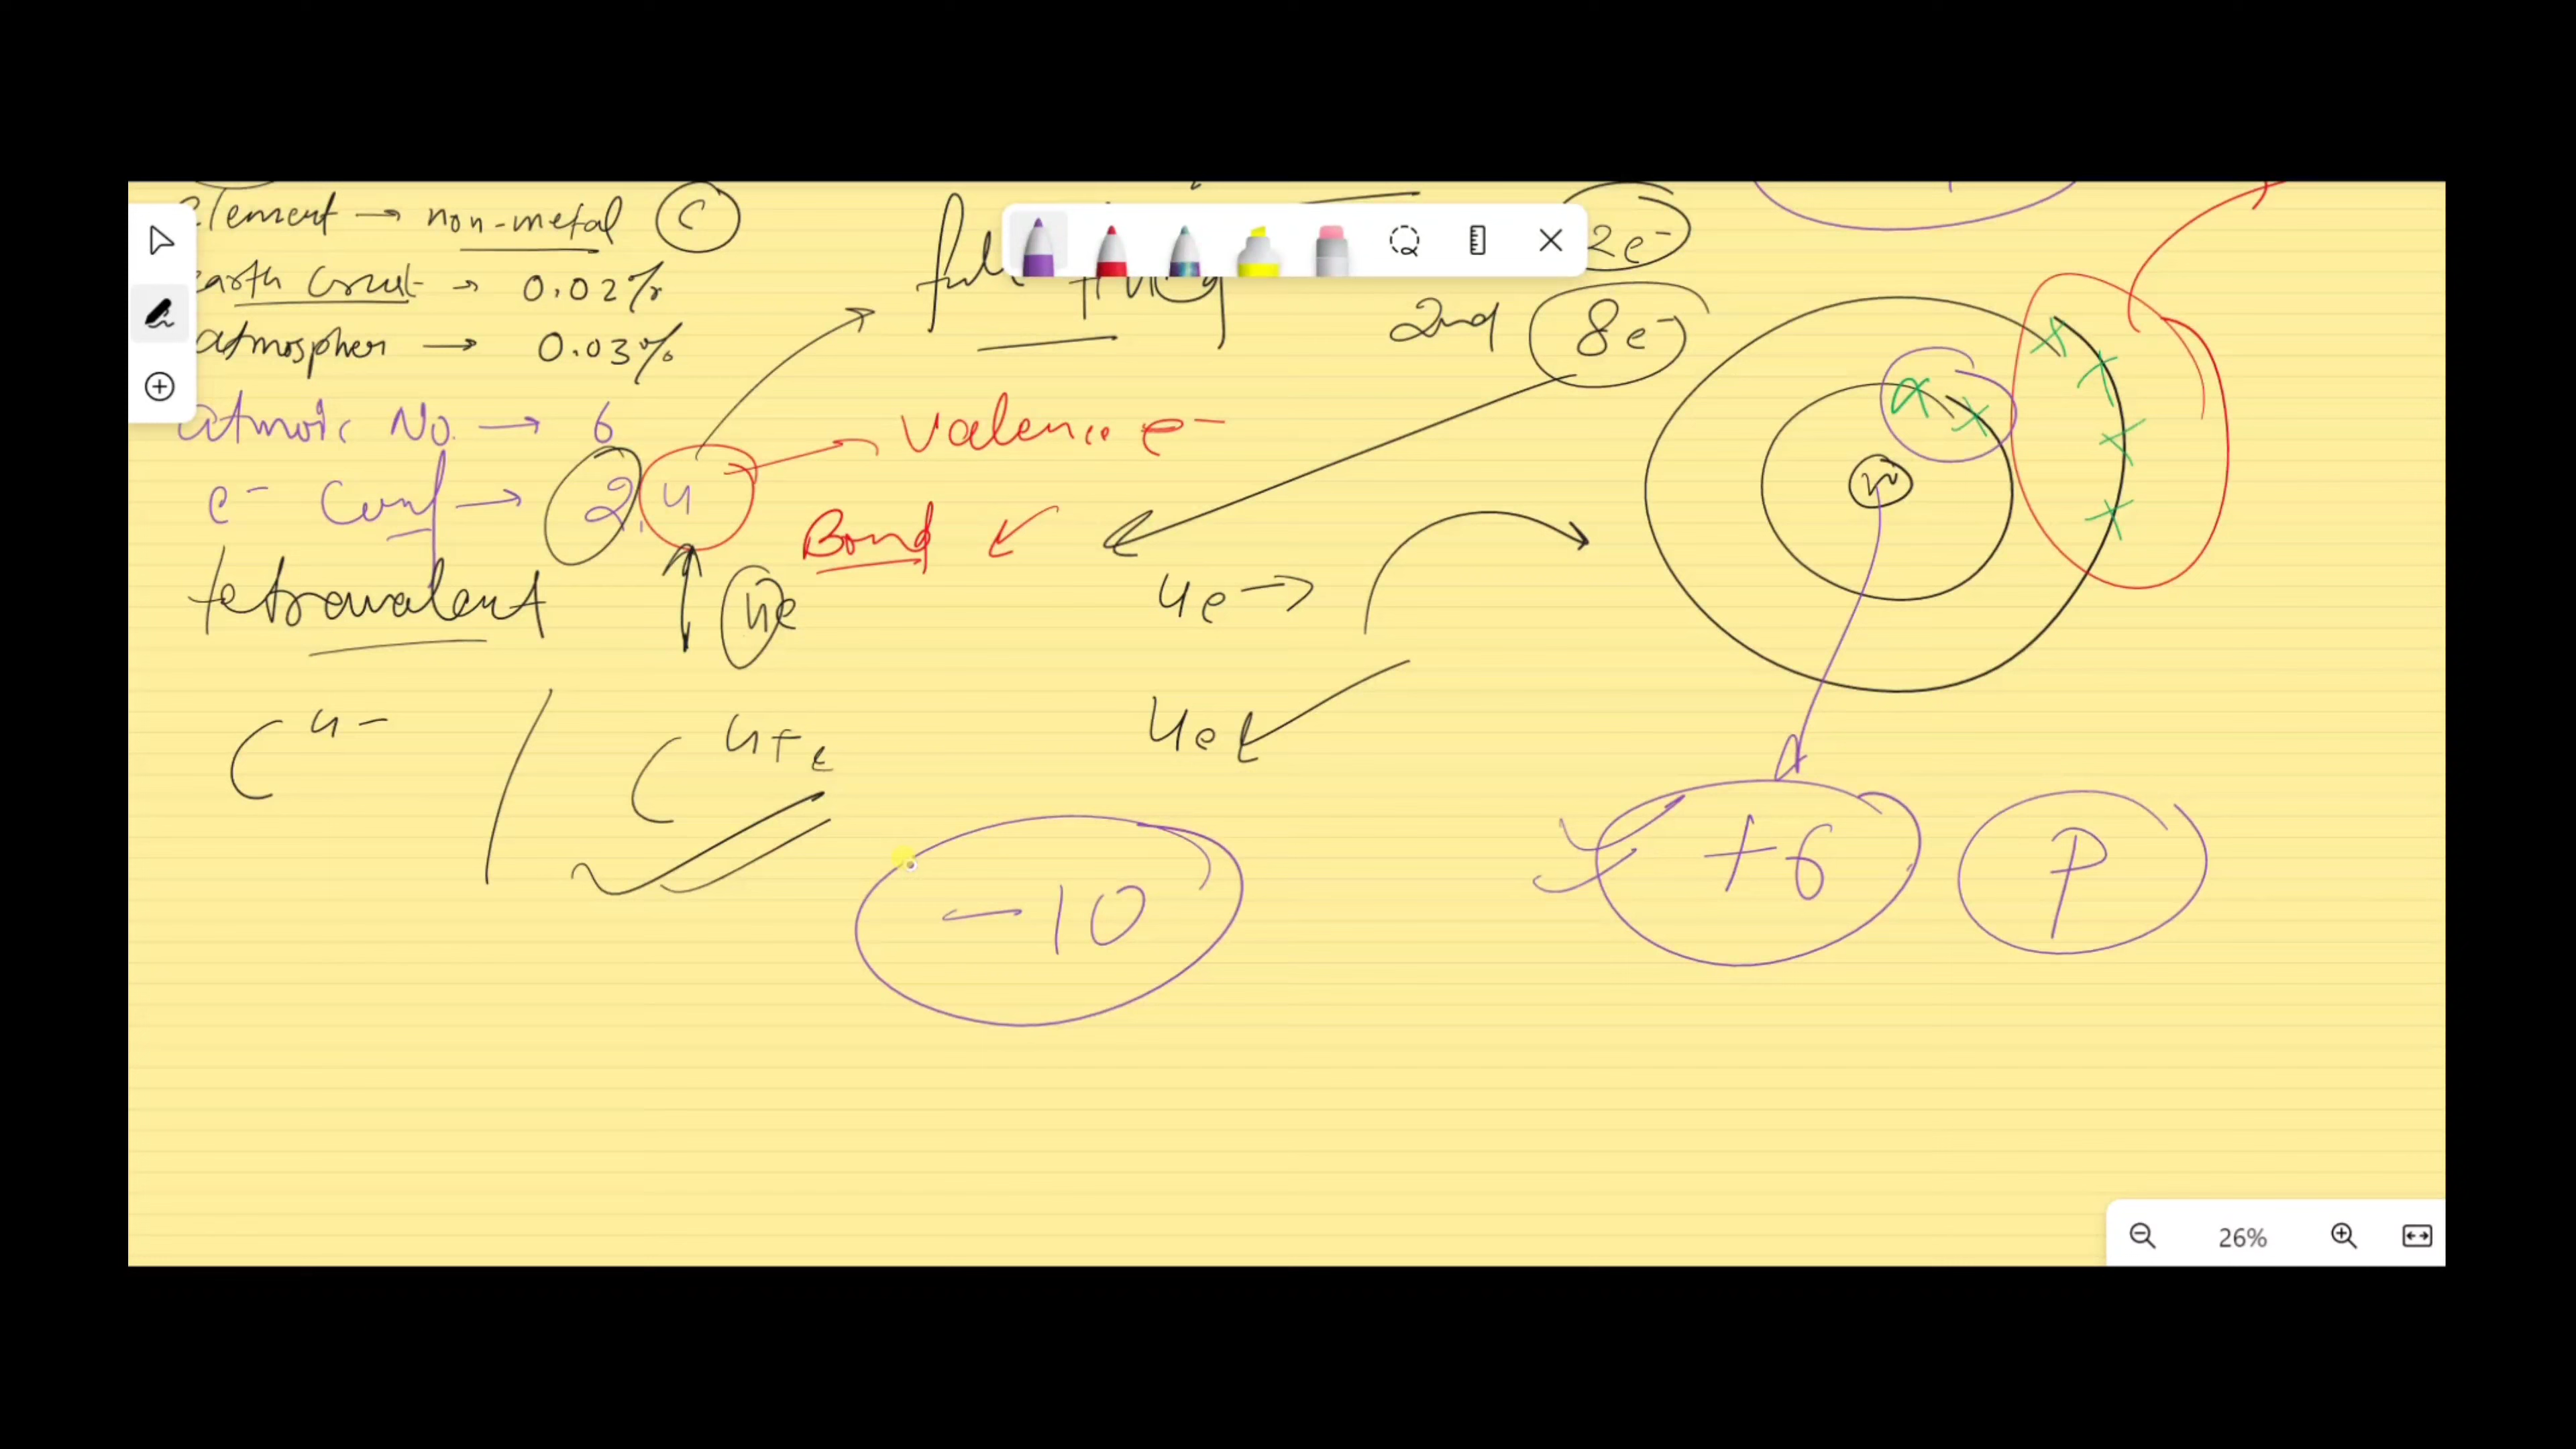 element → non-metal C
earth crust → 0.02%
atmospher → 0.03%
atmoic No. → 6
e- Conf → 2,4
Valence e-
Bond
tetravalent
4e
C4-
C4+
2e-
2nd 8e-
4e →
4e
-10
+6
P
26%